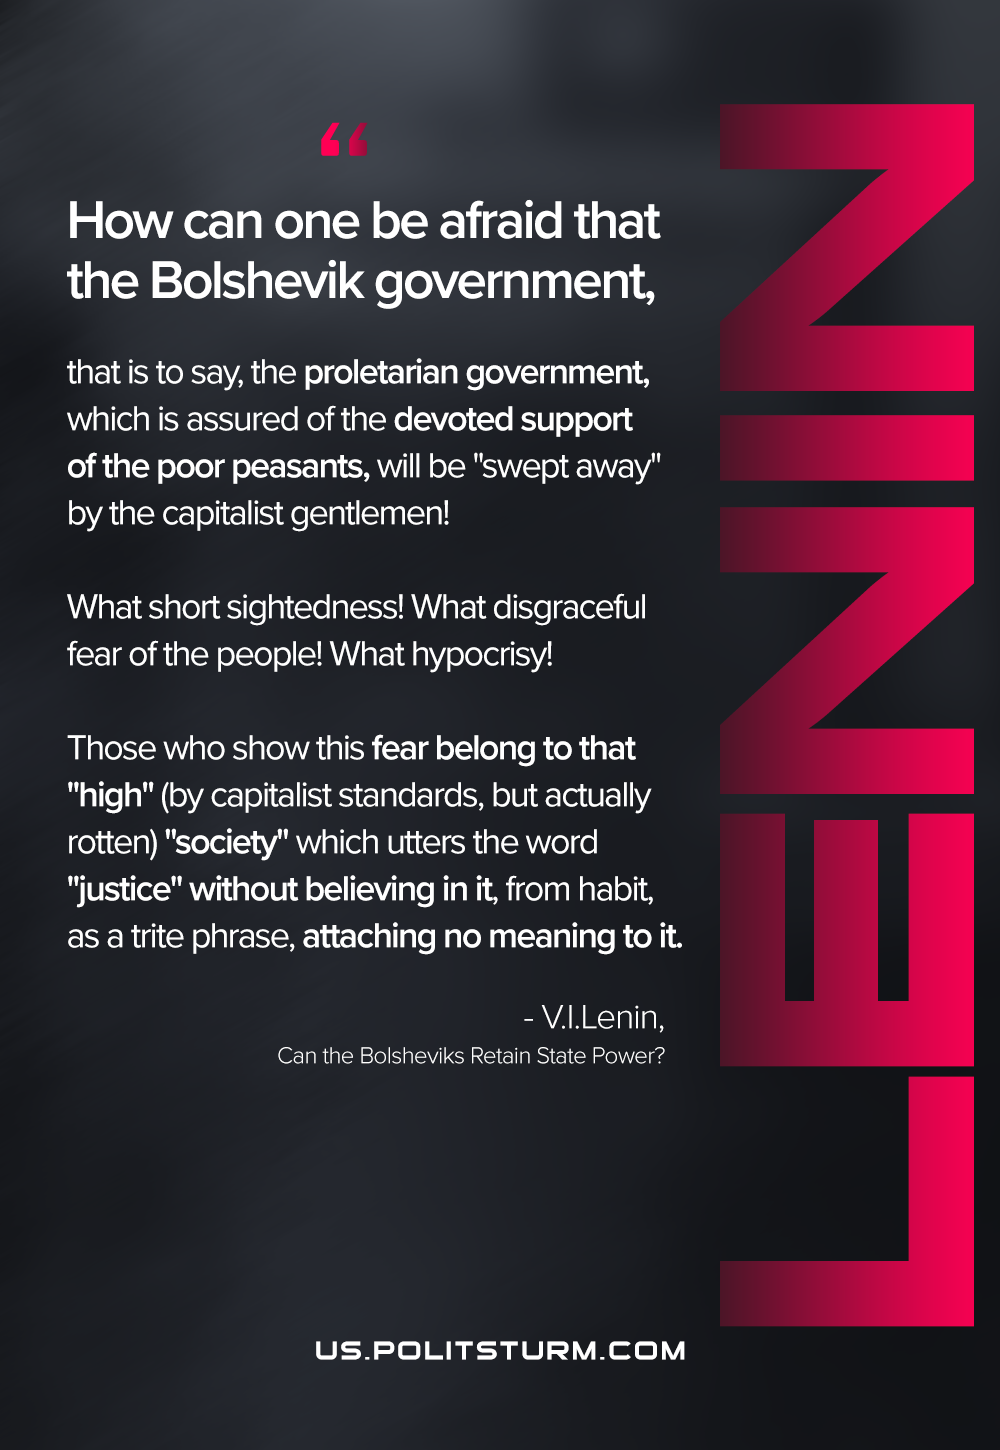 “
How can one be afraid that
the Bolshevik government,
that is to say, the proletarian government,
which is assured of the devoted support
of the poor peasants, will be "swept away"
by the capitalist gentlemen!
What short sightedness! What disgraceful
fear of the people! What hypocrisy!
Those who show this fear belong to that
"high" (by capitalist standards, but actually
rotten) "society" which utters the word
"justice" without believing in it, from habit,
as a trite phrase, attaching no meaning to it.
- V.I.Lenin,
Can the Bolsheviks Retain State Power?
LENIN
US.POLITSTURM.COM